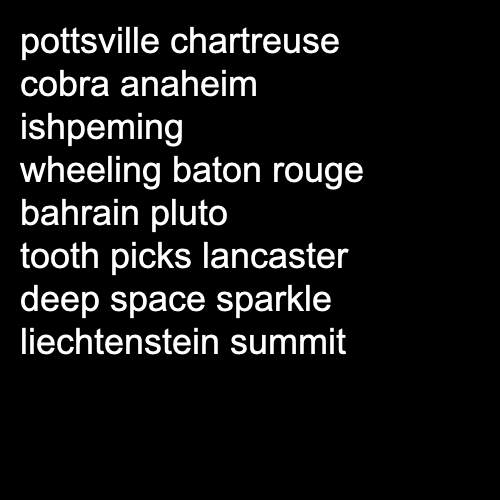 pottsville chartreuse
cobra anaheim
ishpeming
wheeling baton rouge
bahrain pluto
tooth picks lancaster
deep space sparkle
liechtenstein summit